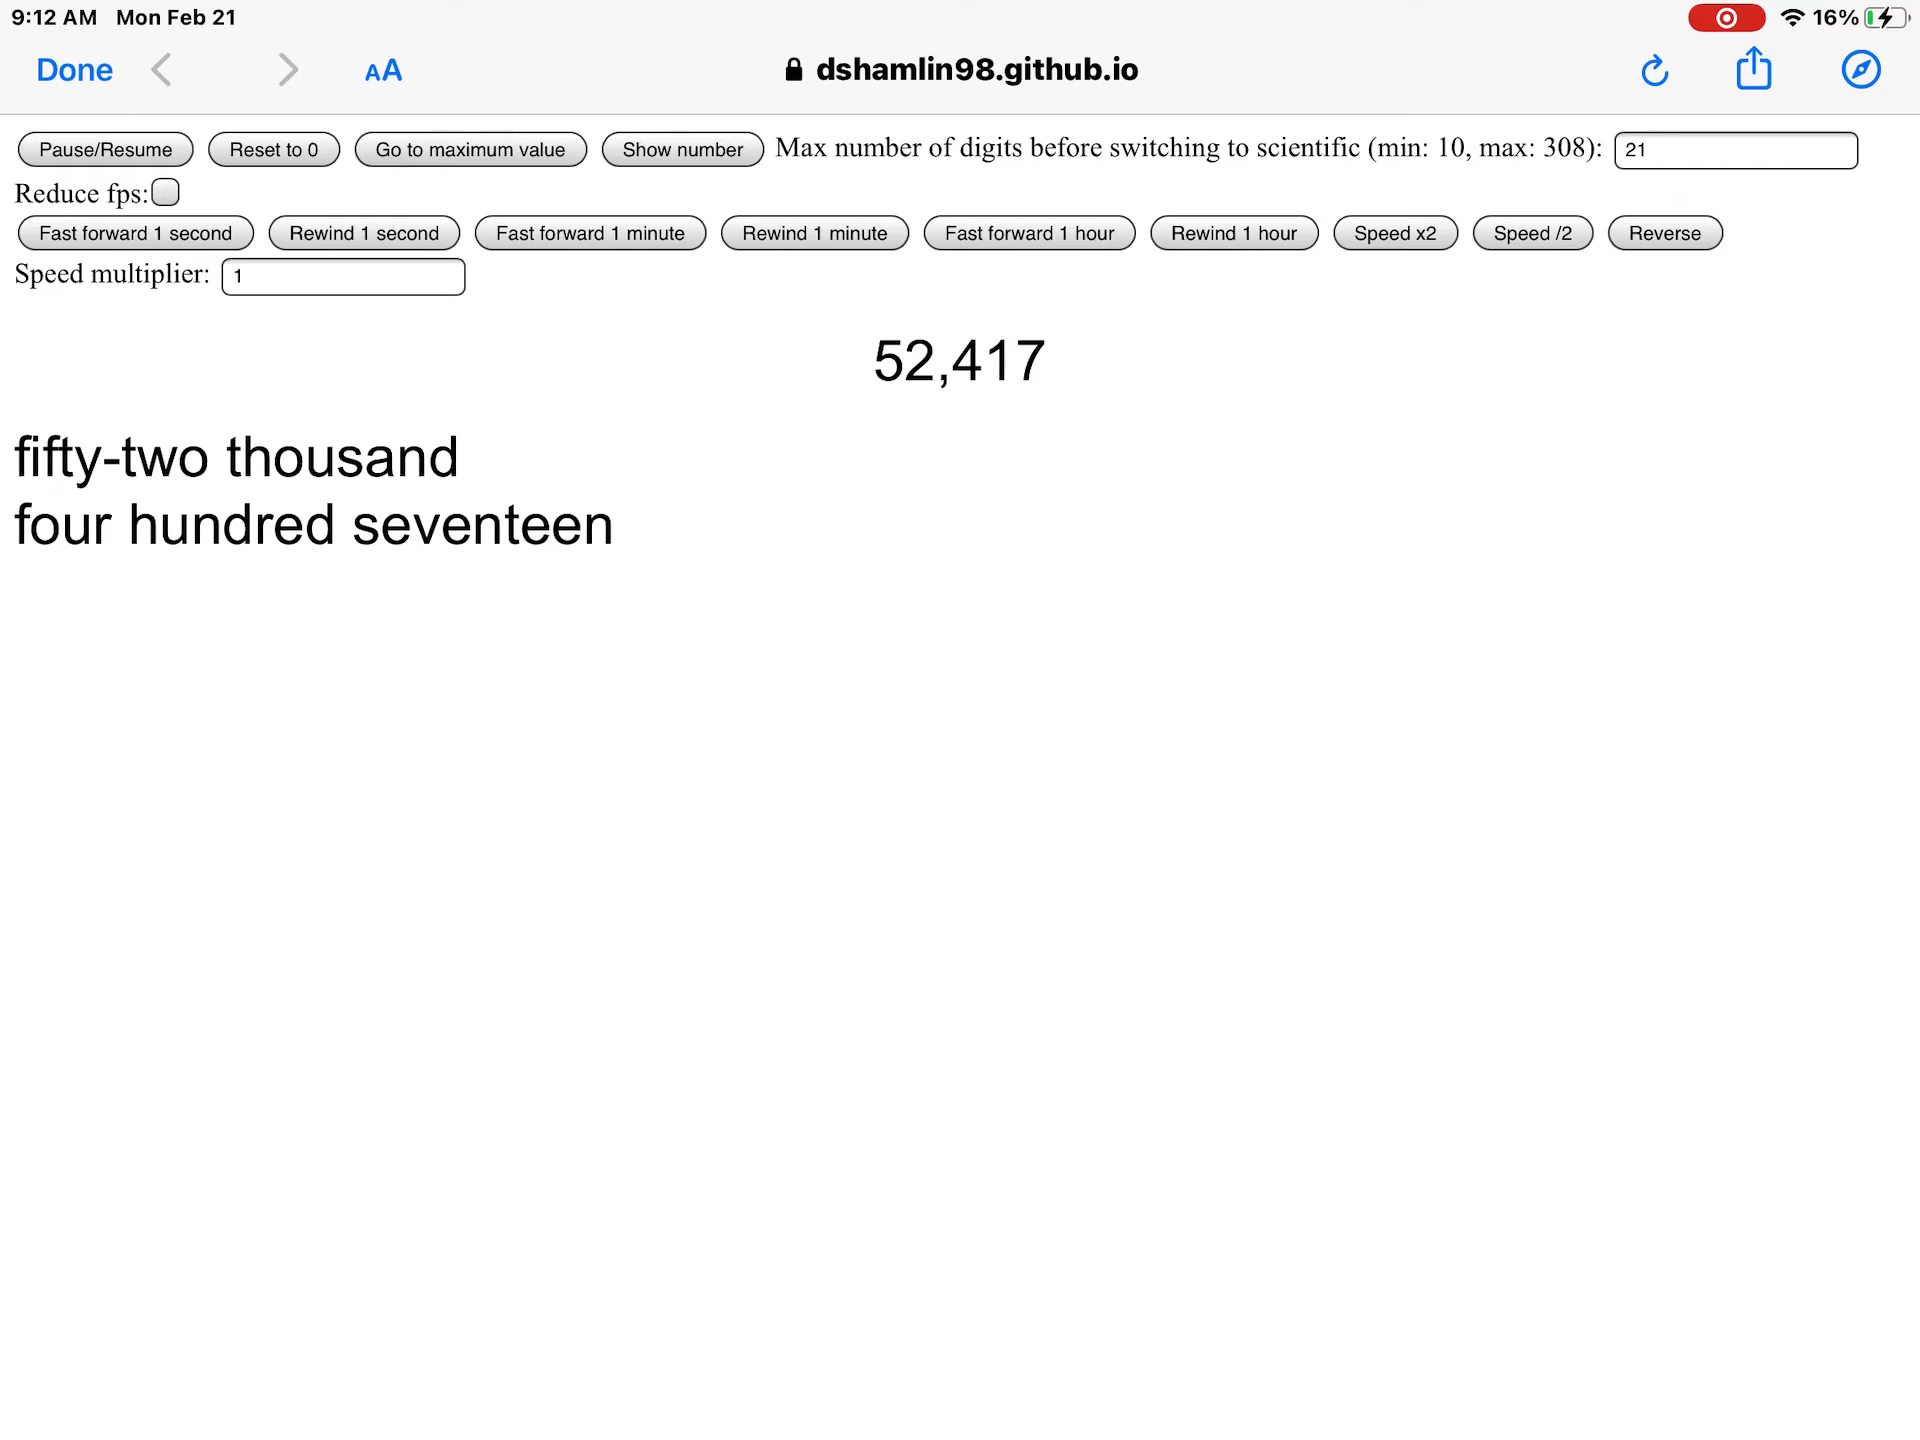 9:12 AM Mon Feb 21
16%
Done
AA
dshamlin98.github.io
Pause/Resume Reset to 0 Go to maximum value Show number Max number of digits before switching to scientific (min: 10, max: 308): 21
Reduce fps:
Fast forward 1 second Rewind 1 second Fast forward 1 minute Rewind 1 minute Fast forward 1 hour Rewind 1 hour Speed x2 Speed /2 Reverse
Speed multiplier: 1
52,417
fifty-two thousand
four hundred seventeen